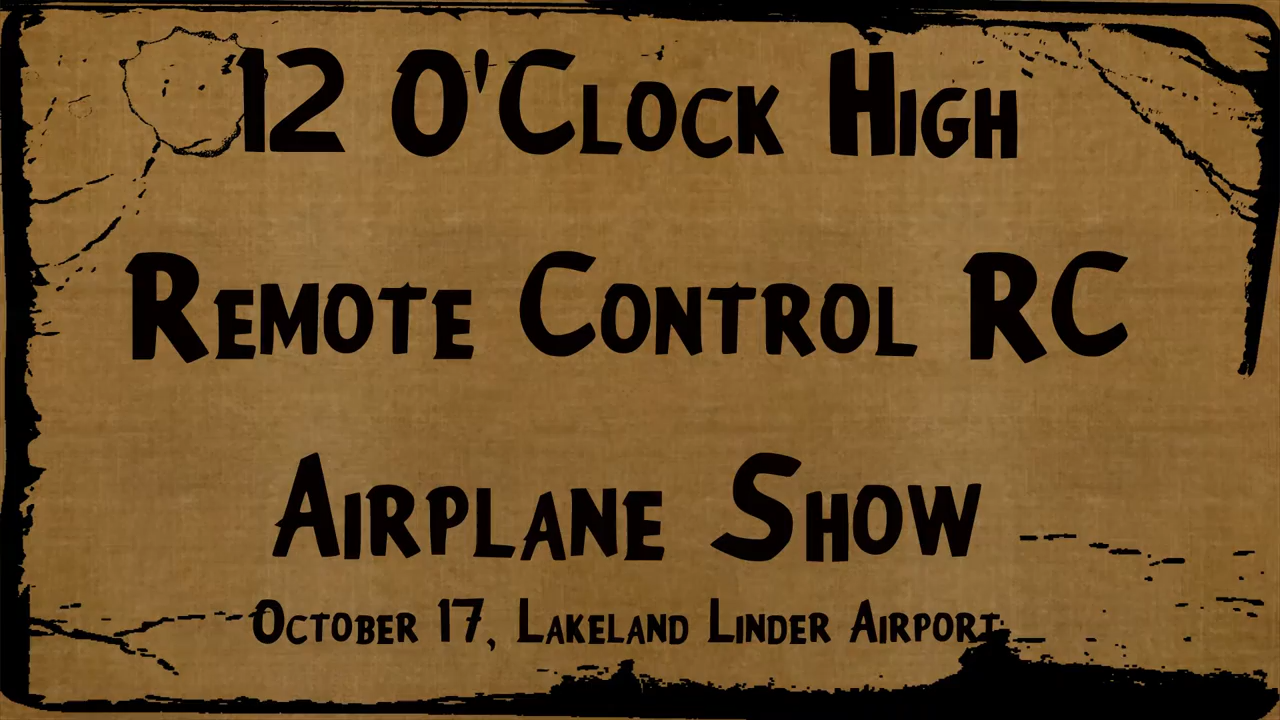 12 O'Clock High
Remote Control RC
Airplane Show
October 17, Lakeland Linder Airport